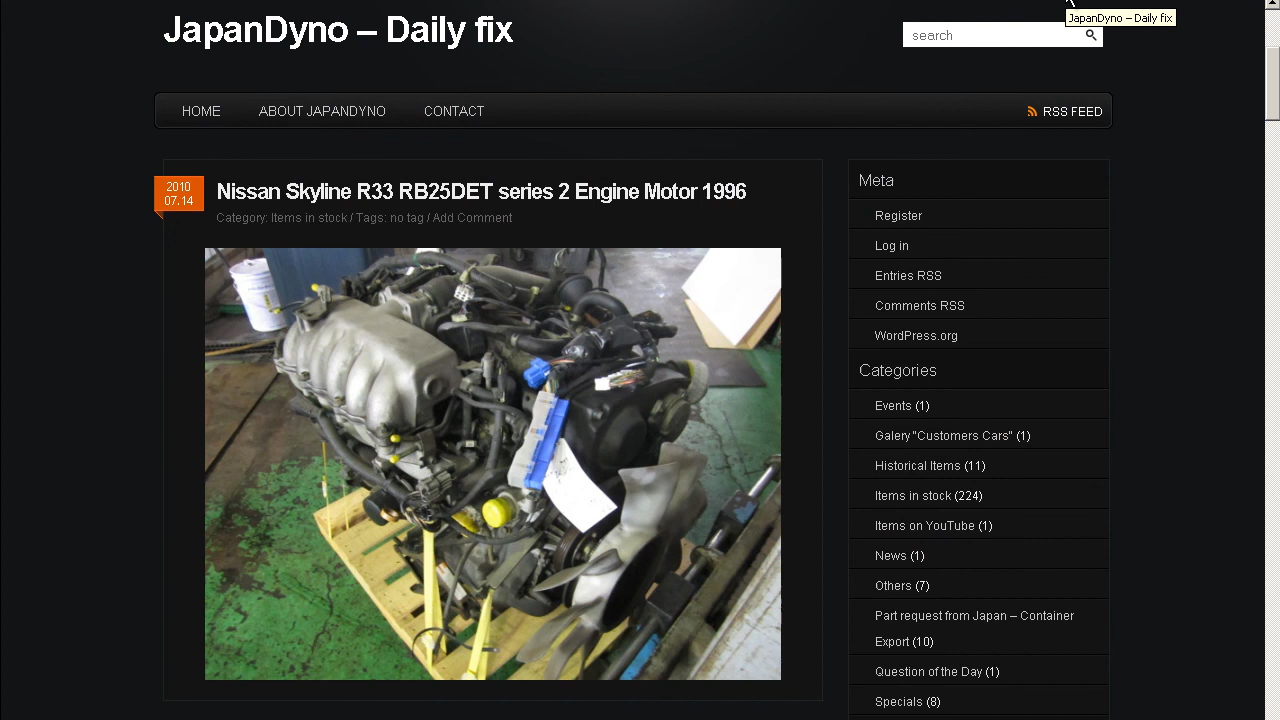 JapanDyno – Daily fix
JapanDyno – Daily fix
search
HOME
ABOUT JAPANDYNO
CONTACT
RSS FEED
2010
07.14
Nissan Skyline R33 RB25DET series 2 Engine Motor 1996
Category: Items in stock / Tags: no tag / Add Comment
Meta
Register
Log in
Entries RSS
Comments RSS
WordPress.org
Categories
Events (1)
Galery "Customers Cars" (1)
Historical Items (11)
Items in stock (224)
Items on YouTube (1)
News (1)
Others (7)
Part request from Japan – Container
Export (10)
Question of the Day (1)
Specials (8)